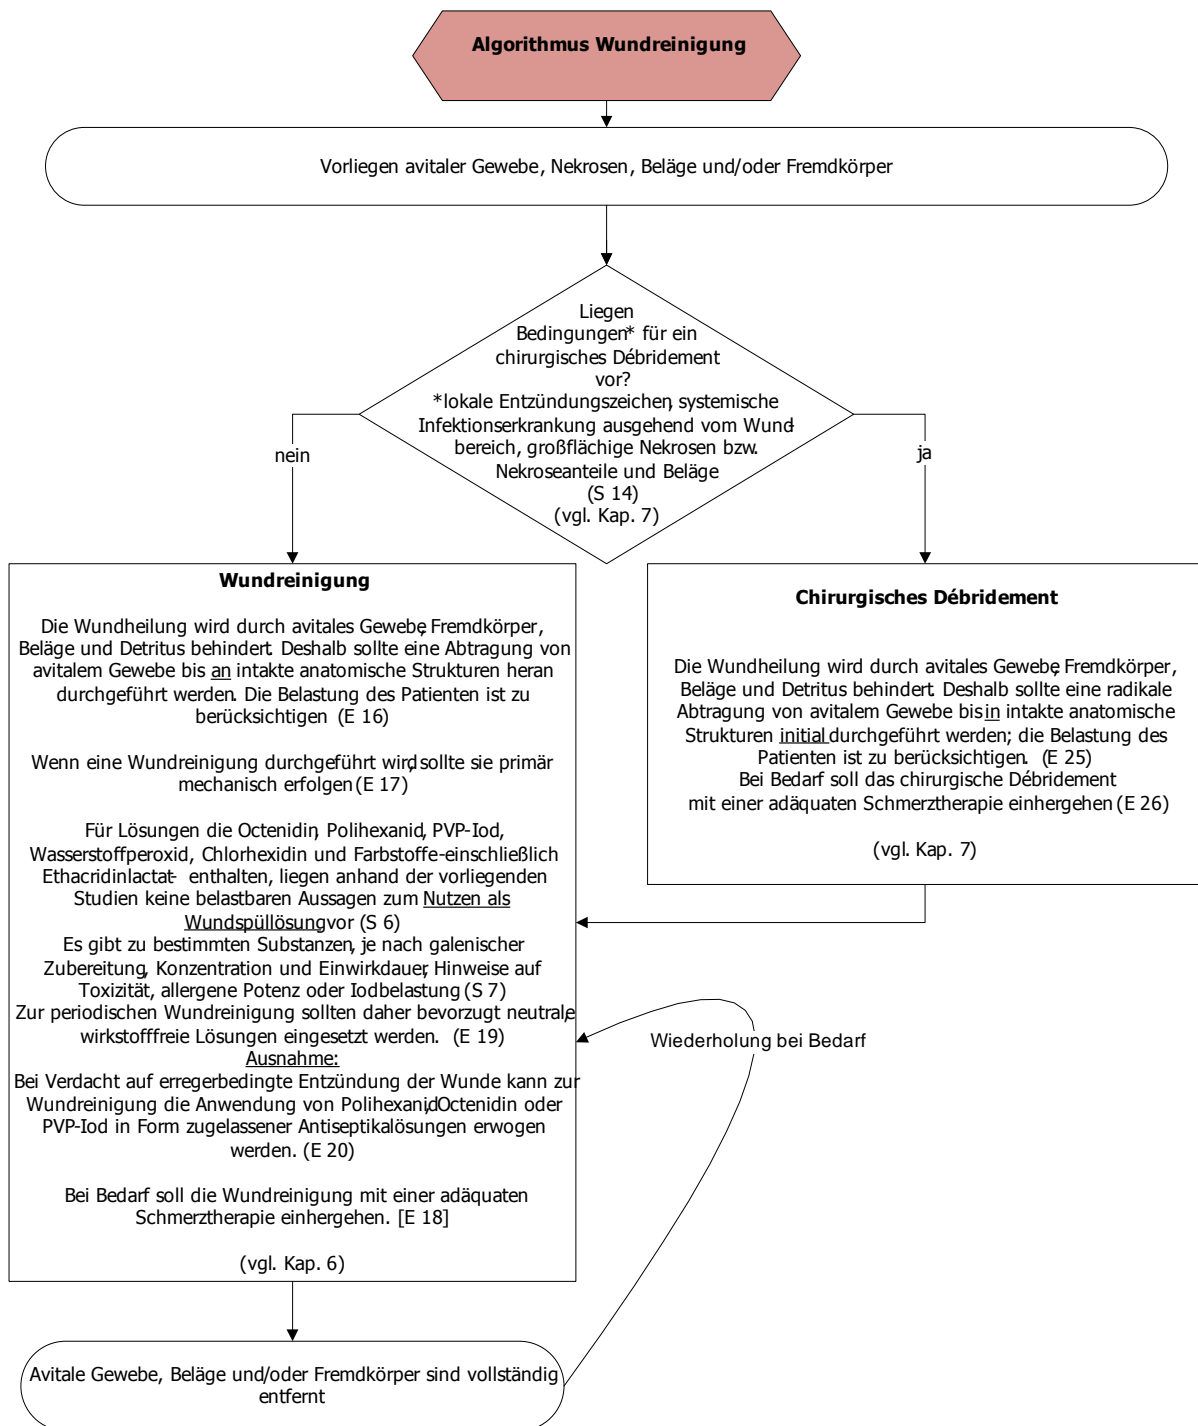 Algorithmus Wundreinigung
Vorliegen avitaler Gewebe, Nekrosen, Beläge und/oder Fremdkörper
Liegen
Bedingungen* für ein
chirurgisches Débridement
vor?
*lokale Entzündungszeichen, systemische
Infektionserkrankung ausgehend vom Wund-
bereich, großflächige Nekrosen bzw.
Nekroseanteile und Beläge
(S 14)
(vgl. Kap. 7)
nein
ja
Wundreinigung
Die Wundheilung wird durch avitales Gewebe, Fremdkörper,
Beläge und Detritus behindert. Deshalb sollte eine Abtragung von
avitalem Gewebe bis an intakte anatomische Strukturen heran
durchgeführt werden. Die Belastung des Patienten ist zu
berücksichtigen (E 16)
Wenn eine Wundreinigung durchgeführt wird, sollte sie primär
mechanisch erfolgen (E 17)
Für Lösungen die Octenidin, Polihexanid, PVP-Iod,
Wasserstoffperoxid, Chlorhexidin und Farbstoffe-einschließlich
Ethacridinlactat- enthalten, liegen anhand der vorliegenden
Studien keine belastbaren Aussagen zum Nutzen als
Wundspüllösung vor (S 6)
Es gibt zu bestimmten Substanzen, je nach galenischer
Zubereitung, Konzentration und Einwirkdauer, Hinweise auf
Toxizität, allergene Potenz oder Iodbelastung (S 7)
Zur periodischen Wundreinigung sollten daher bevorzugt neutrale,
wirkstofffreie Lösungen eingesetzt werden. (E 19)
Ausnahme:
Bei Verdacht auf erregerbedingte Entzündung der Wunde kann zur
Wundreinigung die Anwendung von Polihexanid, Octenidin oder
PVP-Iod in Form zugelassener Antiseptikalösungen erwogen
werden. (E 20)
Bei Bedarf soll die Wundreinigung mit einer adäquaten
Schmerztherapie einhergehen. [E 18]
(vgl. Kap. 6)
Chirurgisches Débridement
Die Wundheilung wird durch avitales Gewebe, Fremdkörper,
Beläge und Detritus behindert. Deshalb sollte eine radikale
Abtragung von avitalem Gewebe bis in intakte anatomische
Strukturen initial durchgeführt werden; die Belastung des
Patienten ist zu berücksichtigen. (E 25)
Bei Bedarf soll das chirurgische Débridement
mit einer adäquaten Schmerztherapie einhergehen (E 26)
(vgl. Kap. 7)
Wiederholung bei Bedarf
Avitale Gewebe, Beläge und/oder Fremdkörper sind vollständig
entfernt